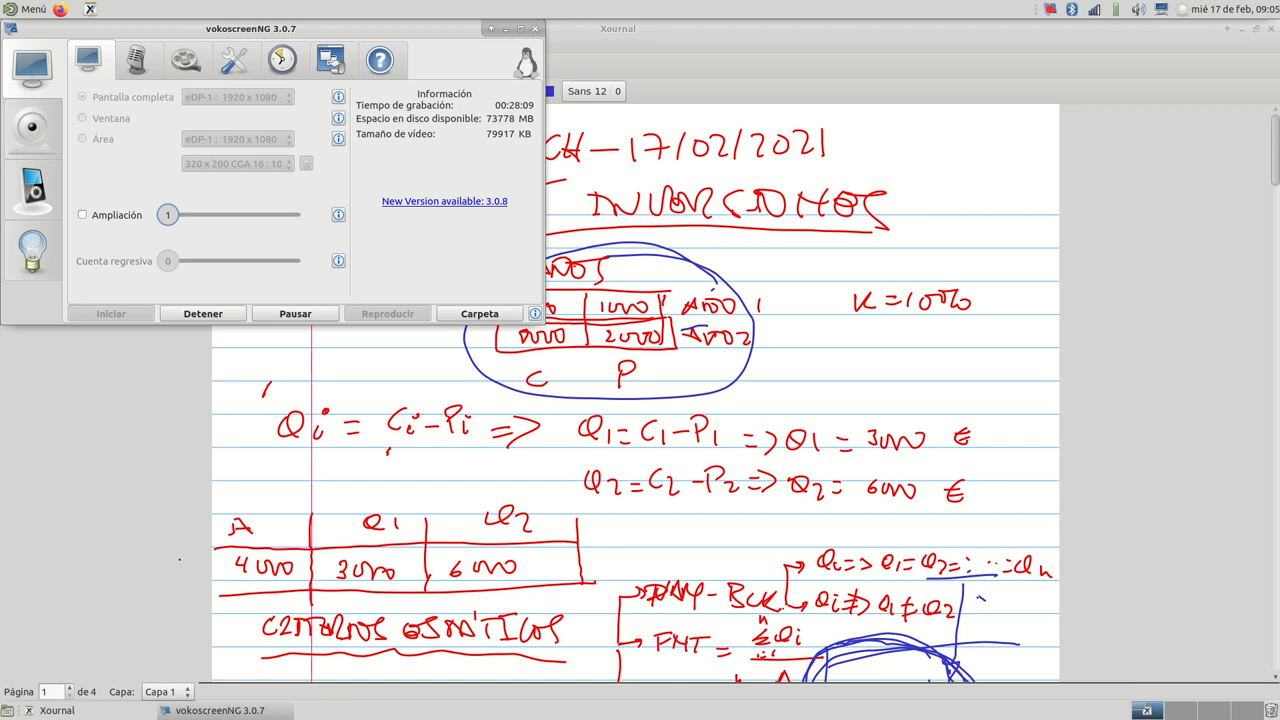 Menú
mié 17 de feb, 09:05
vokoscreenNG 3.0.7
Xournal
Pantalla completa
eDP-1 : 1920 x 1080
Ventana
Área
eDP-1 : 1920 x 1080
320 x 200 CGA 16 : 10
Ampliación
1
Cuenta regresiva
0
Información
Tiempo de grabación: 00:28:09
Espacio en disco disponible: 73778 MB
Tamaño de vídeo: 79917 KB
New Version available: 3.0.8
Iniciar
Detener
Pausar
Reproducir
Carpeta
Sans 12 0
CH-17/02/2021
INVERSIONES
1000 AÑO 1
K=10%
2000 AÑO 2
C P
Qi = Ci-Pi => Q1=C1-P1 => Q1 = 3000 €
Q2=C2-P2=> Q2= 6000 €
A Q1 Q2
4000 3000 6000
CRITERIOS ESTÁTICOS
PAY-BCK
Qi=> Q1=Q2=...=Qn
Qi≠> Q1≠Q2
FNT = Σ Qi
A
Página 1 de 4 Capa: Capa 1
Xournal
vokoscreenNG 3.0.7